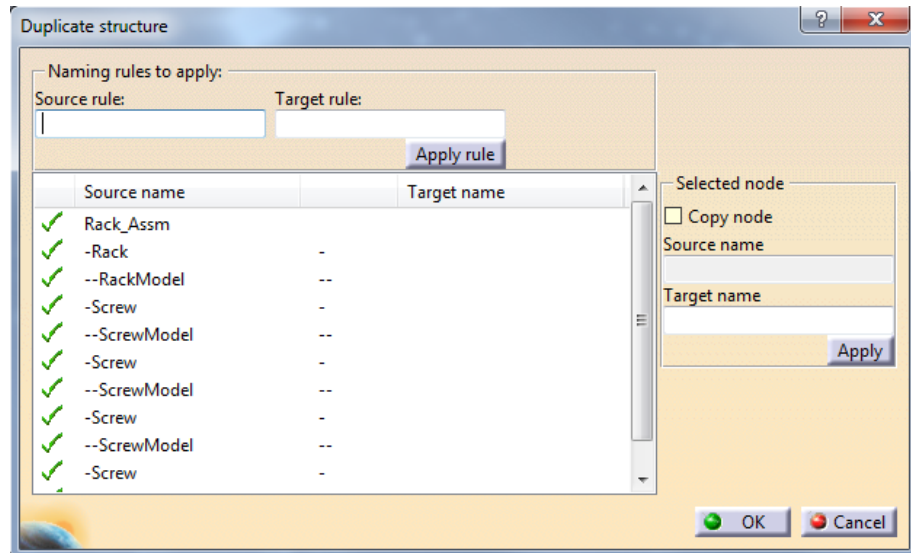 Duplicate structure
Naming rules to apply:
Source rule: Target rule:
Apply rule
Source name Target name
Rack_Assm
-Rack -
--RackModel --
-Screw -
--ScrewModel --
-Screw -
--ScrewModel --
-Screw -
--ScrewModel --
-Screw -
Selected node
Copy node
Source name
Target name
Apply
OK Cancel